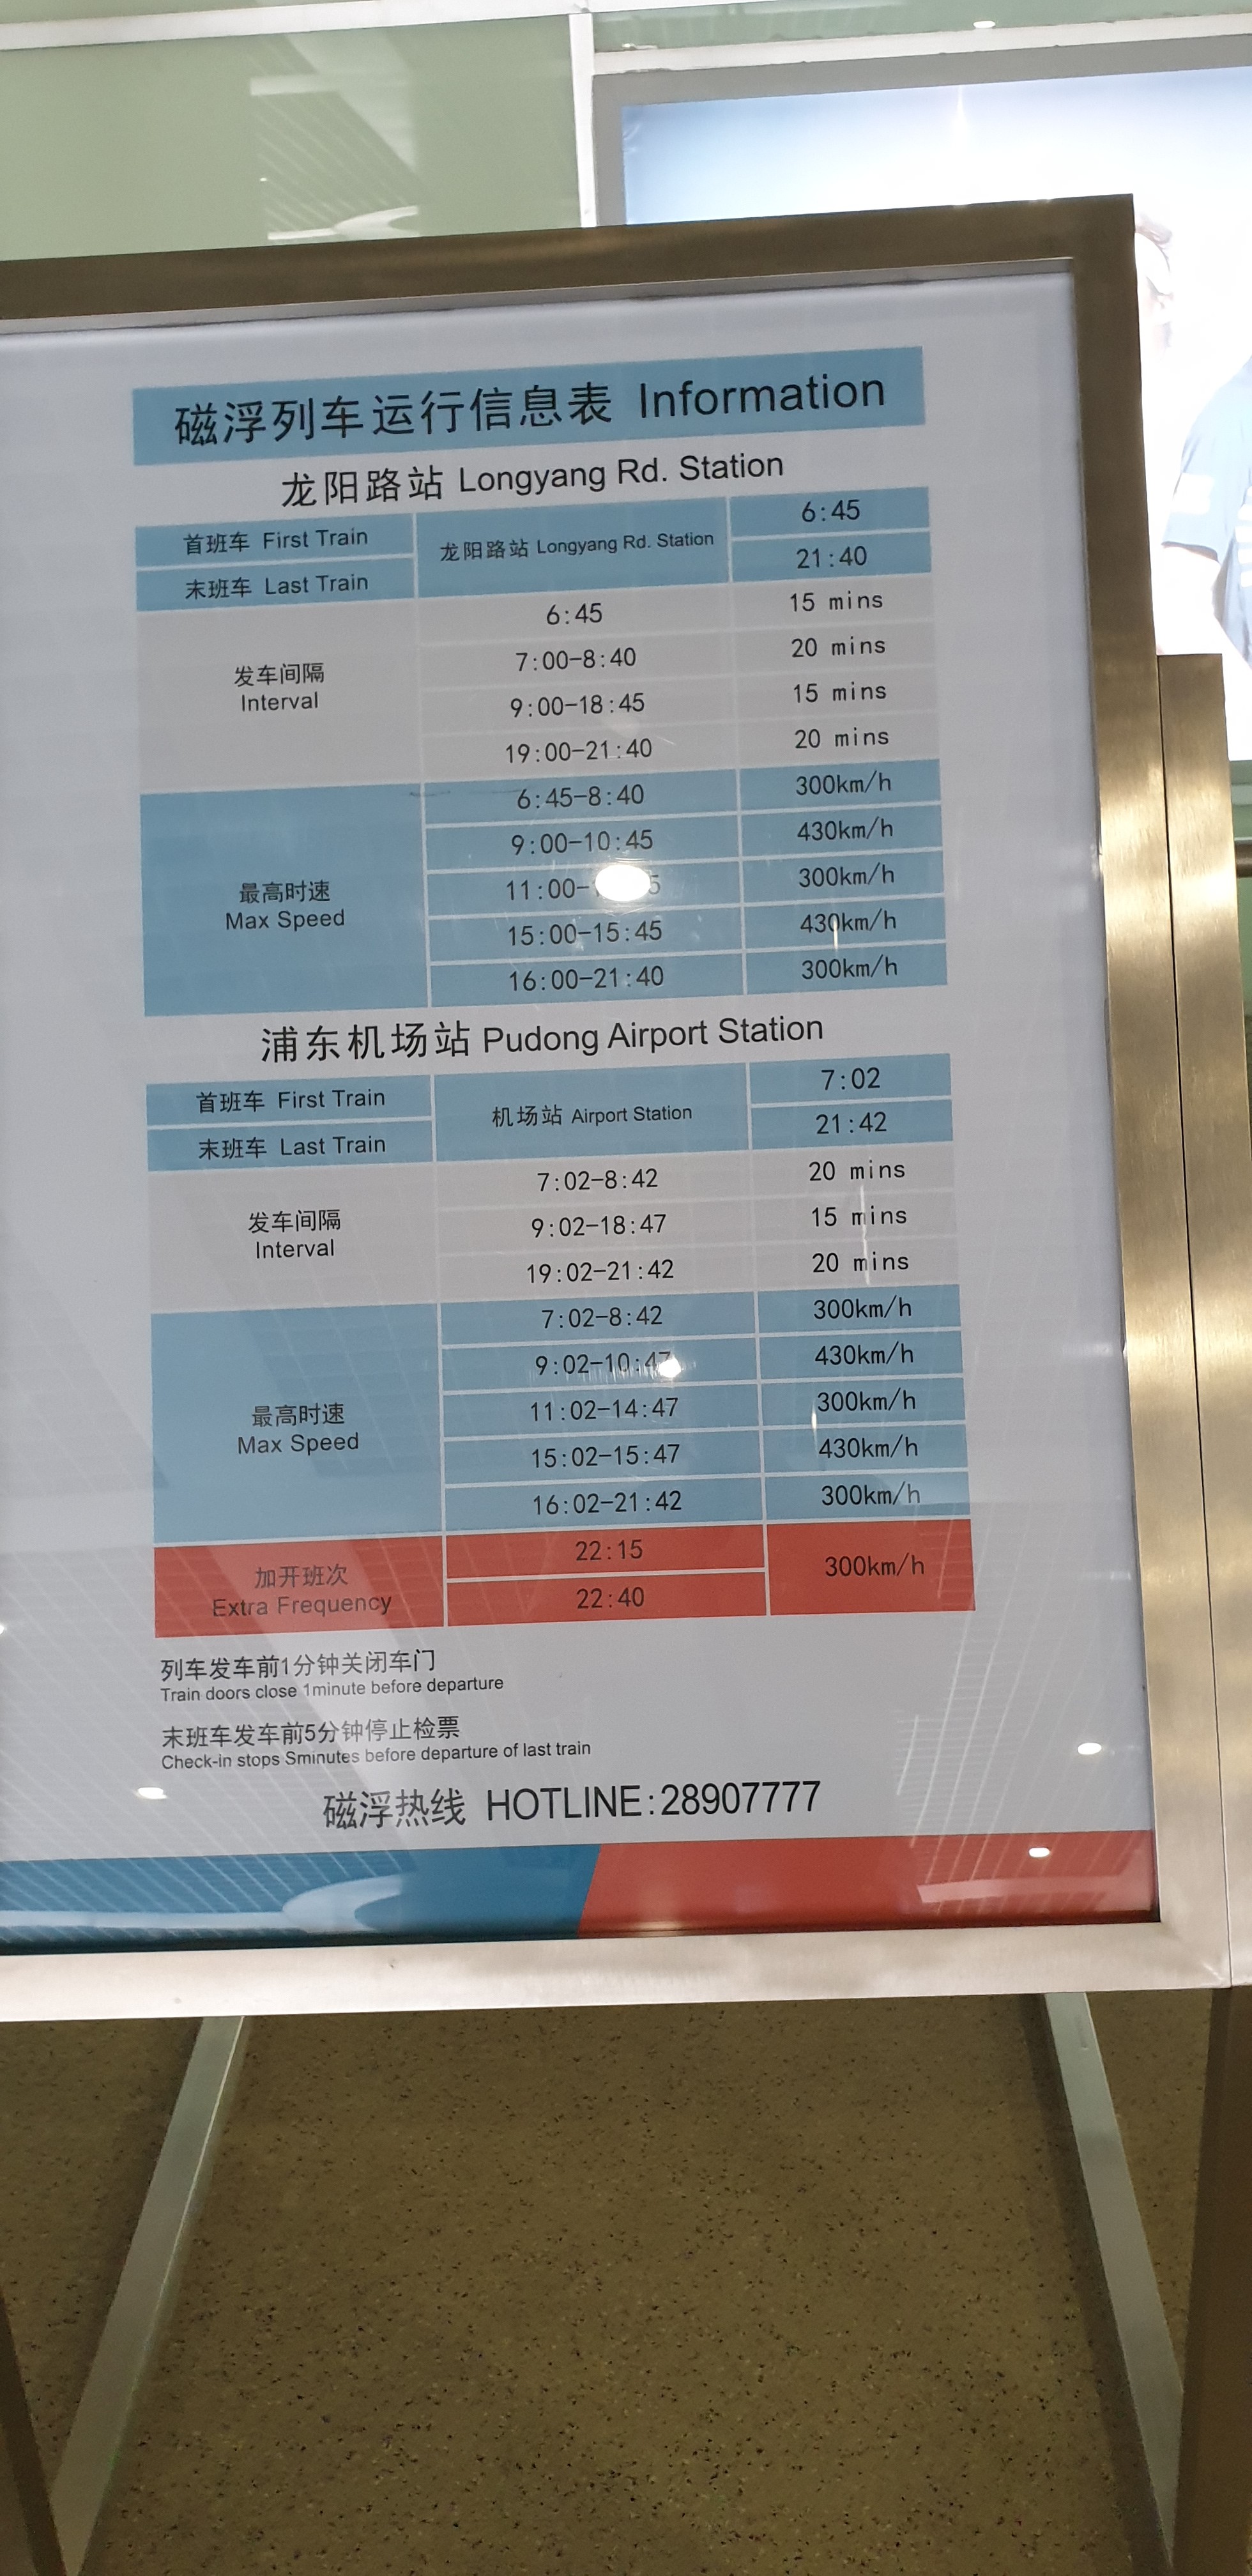 磁浮列车运行信息表 Information
龙阳路站 Longyang Rd. Station
首班车 First Train 龙阳路站 Longyang Rd. Station 6:45
末班车 Last Train 21:40
发车间隔 Interval
6:45 15 mins
7:00-8:40 20 mins
9:00-18:45 15 mins
19:00-21:40 20 mins
最高时速 Max Speed
6:45-8:40 300km/h
9:00-10:45 430km/h
11:00- 300km/h
15:00-15:45 430km/h
16:00-21:40 300km/h
浦东机场站 Pudong Airport Station
首班车 First Train 机场站 Airport Station 7:02
末班车 Last Train 21:42
发车间隔 Interval
7:02-8:42 20 mins
9:02-18:47 15 mins
19:02-21:42 20 mins
最高时速 Max Speed
7:02-8:42 300km/h
9:02-10:47 430km/h
11:02-14:47 300km/h
15:02-15:47 430km/h
16:02-21:42 300km/h
加开班次 Extra Frequency
22:15 300km/h
22:40
列车发车前1分钟关闭车门
Train doors close 1minute before departure
末班车发车前5分钟停止检票
Check-in stops 5minutes before departure of last train
磁浮热线 HOTLINE:28907777